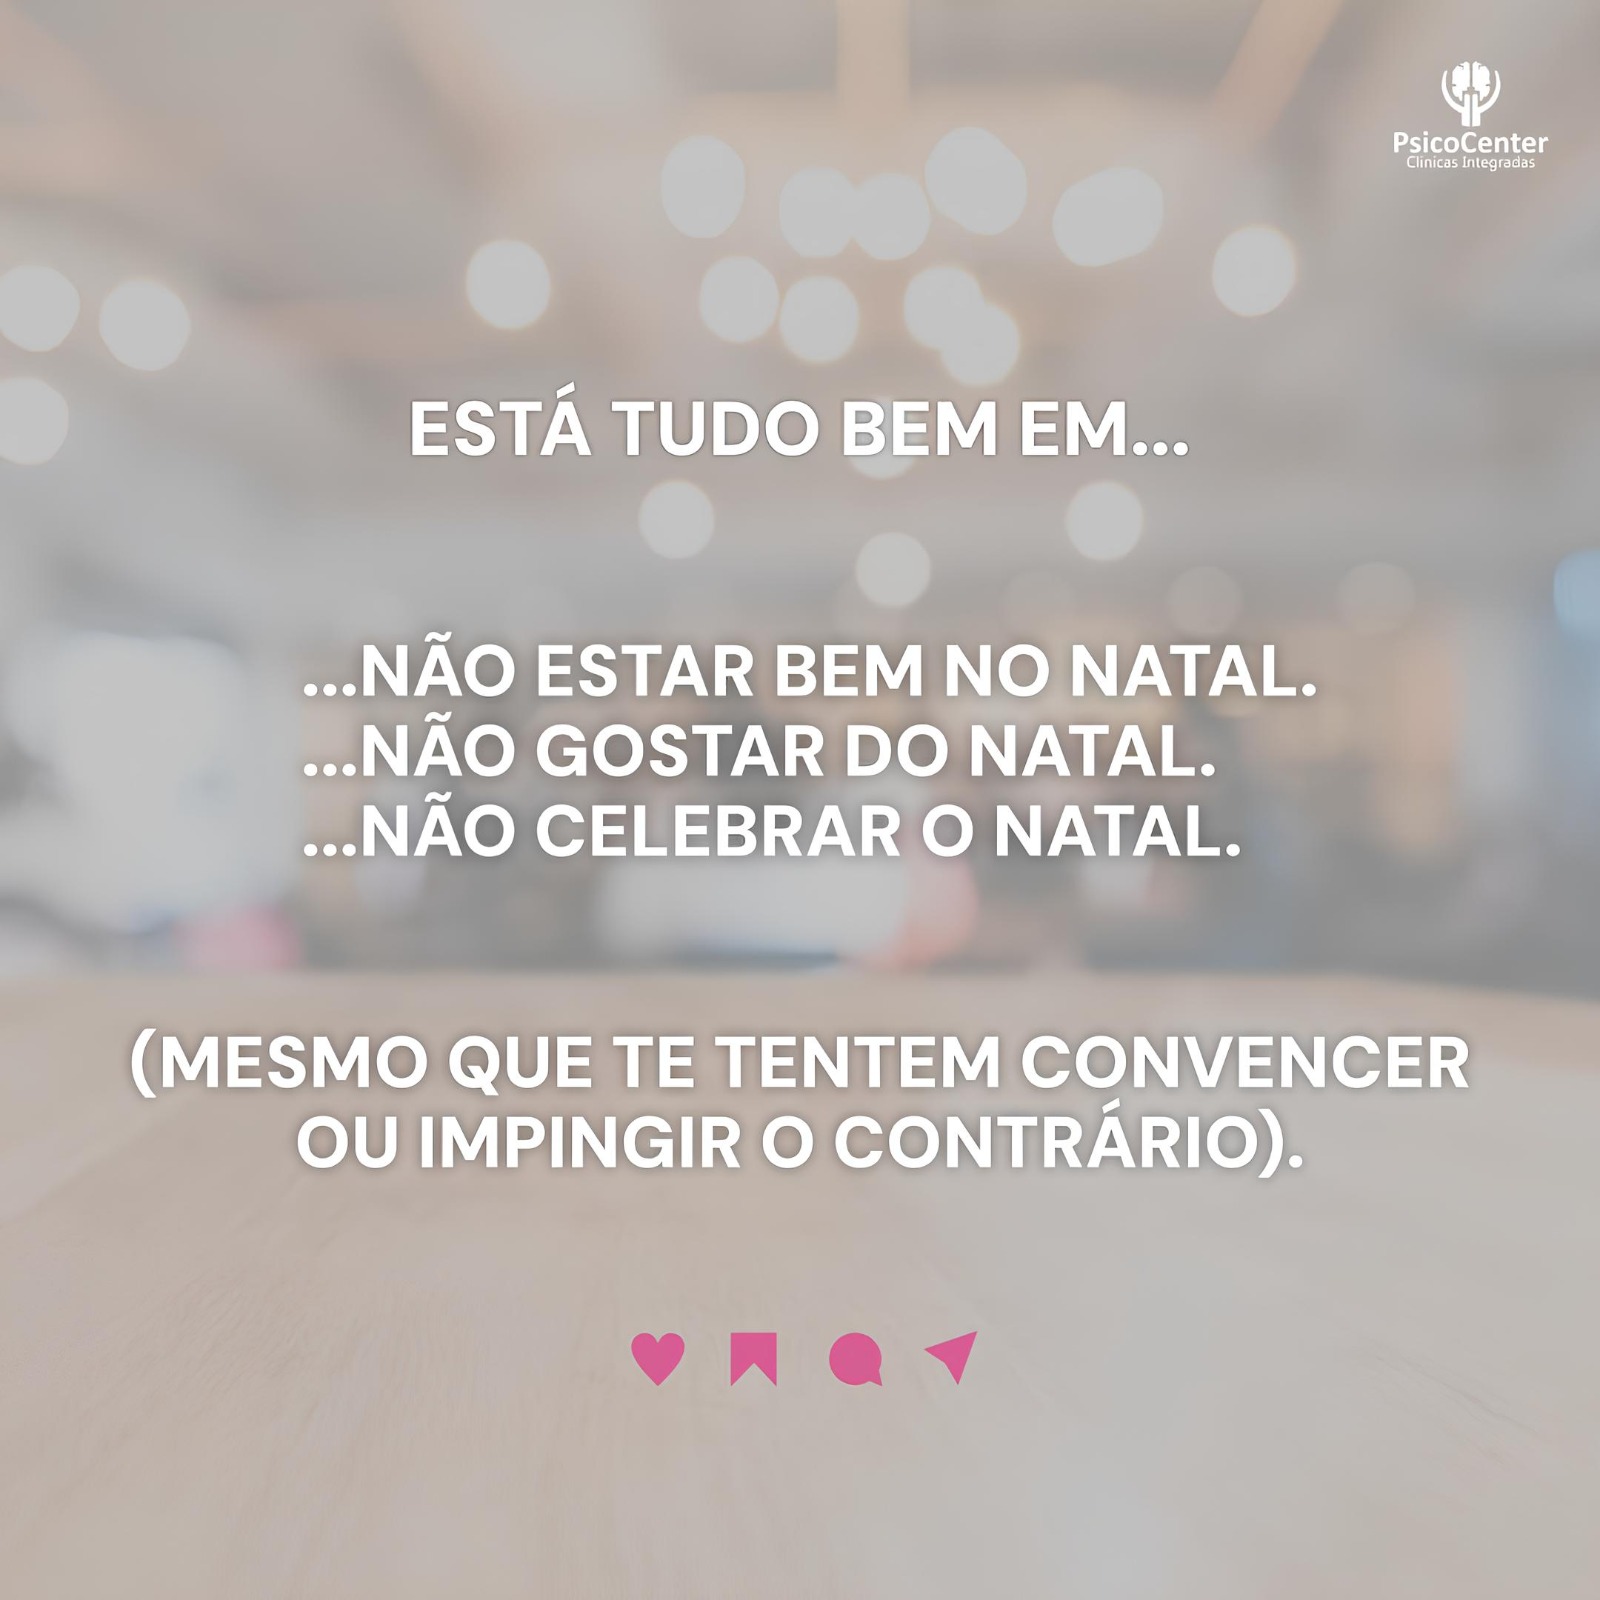 PsicoCenter
Clínicas Integradas
ESTÁ TUDO BEM EM...
...NÃO ESTAR BEM NO NATAL.
...NÃO GOSTAR DO NATAL.
...NÃO CELEBRAR O NATAL.
(MESMO QUE TE TENTEM CONVENCER
OU IMPINGIR O CONTRÁRIO).